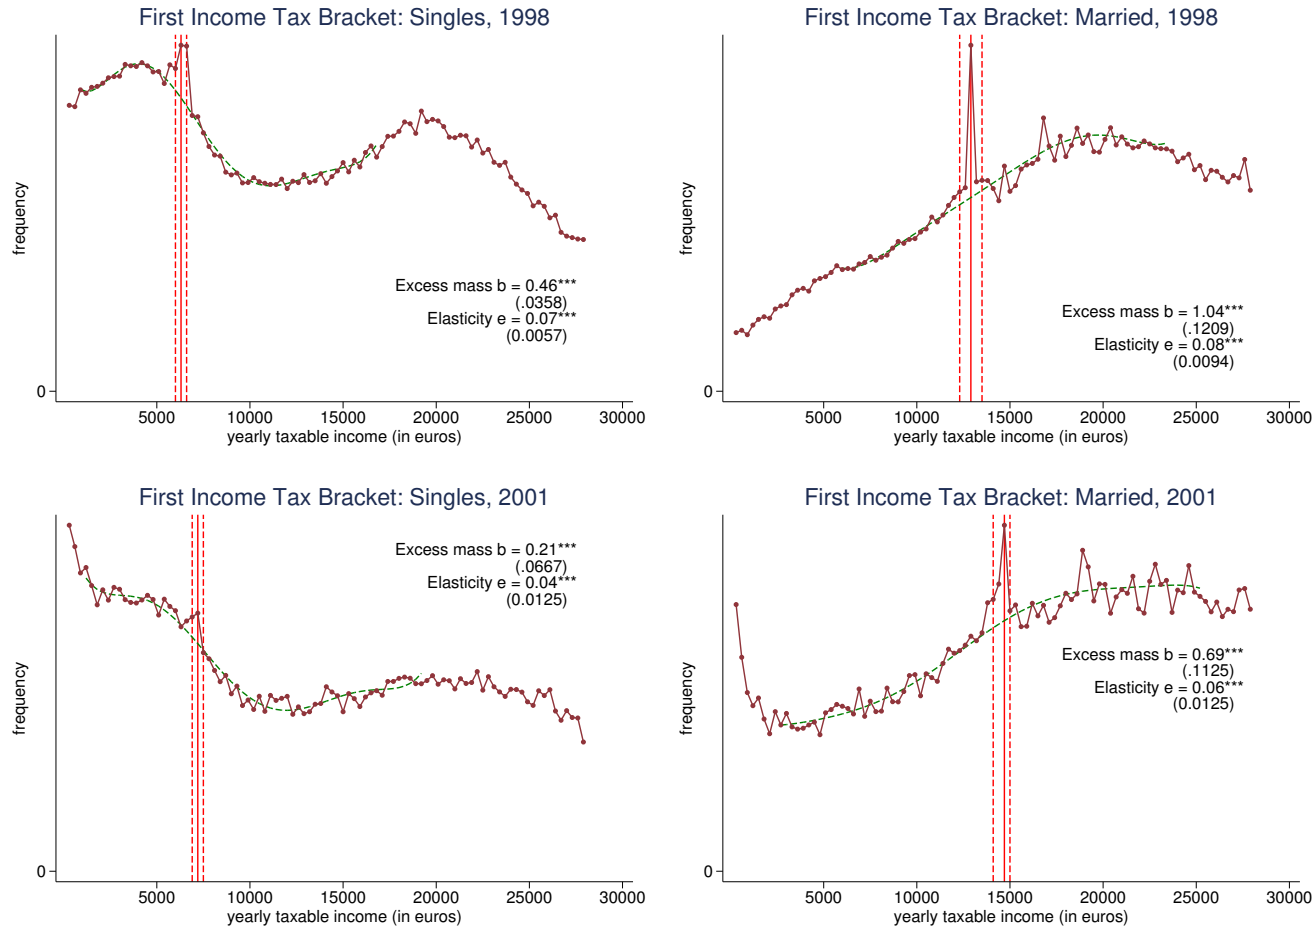 First Income Tax Bracket: Singles, 1998
frequency
0
Excess mass b = 0.46***
(.0358)
Elasticity e = 0.07***
(0.0057)
5000 10000 15000 20000 25000 30000
yearly taxable income (in euros)
First Income Tax Bracket: Married, 1998
frequency
0
Excess mass b = 1.04***
(.1209)
Elasticity e = 0.08***
(0.0094)
5000 10000 15000 20000 25000 30000
yearly taxable income (in euros)
First Income Tax Bracket: Singles, 2001
frequency
0
Excess mass b = 0.21***
(.0667)
Elasticity e = 0.04***
(0.0125)
5000 10000 15000 20000 25000 30000
yearly taxable income (in euros)
First Income Tax Bracket: Married, 2001
frequency
0
Excess mass b = 0.69***
(.1125)
Elasticity e = 0.06***
(0.0125)
5000 10000 15000 20000 25000 30000
yearly taxable income (in euros)